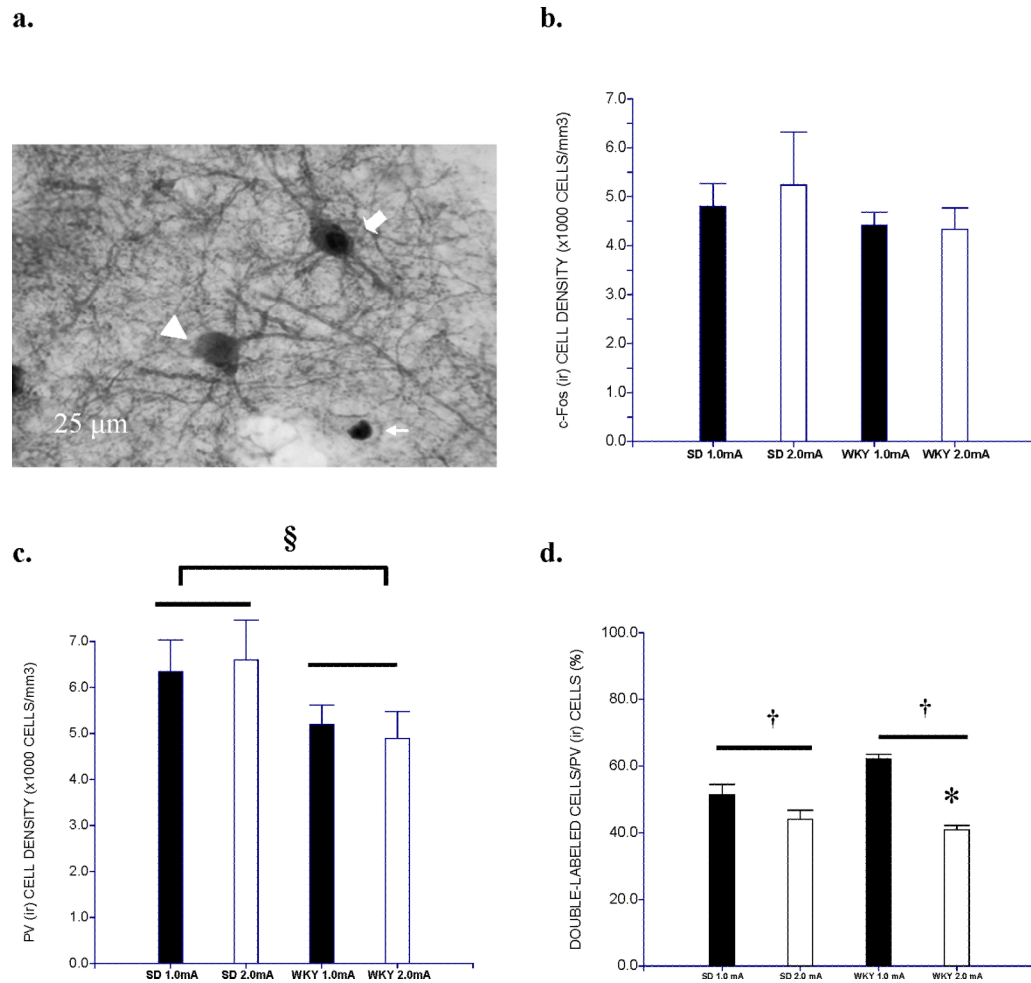 a.
25 μm
b.
c-Fos (ir) CELL DENSITY (x1000 CELLS/mm3)
7.0
6.0
5.0
4.0
3.0
2.0
1.0
0.0
SD 1.0mA SD 2.0mA WKY 1.0mA WKY 2.0mA
c.
§
PV (ir) CELL DENSITY (x1000 CELLS/mm3)
7.0
6.0
5.0
4.0
3.0
2.0
1.0
0.0
SD 1.0mA SD 2.0mA WKY 1.0mA WKY 2.0mA
d.
DOUBLE-LABELED CELLS/PV (ir) CELLS (%)
100.0
80.0
60.0
40.0
20.0
0.0
† †
*
SD 1.0 mA SD 2.0 mA WKY 1.0 mA WKY 2.0 mA